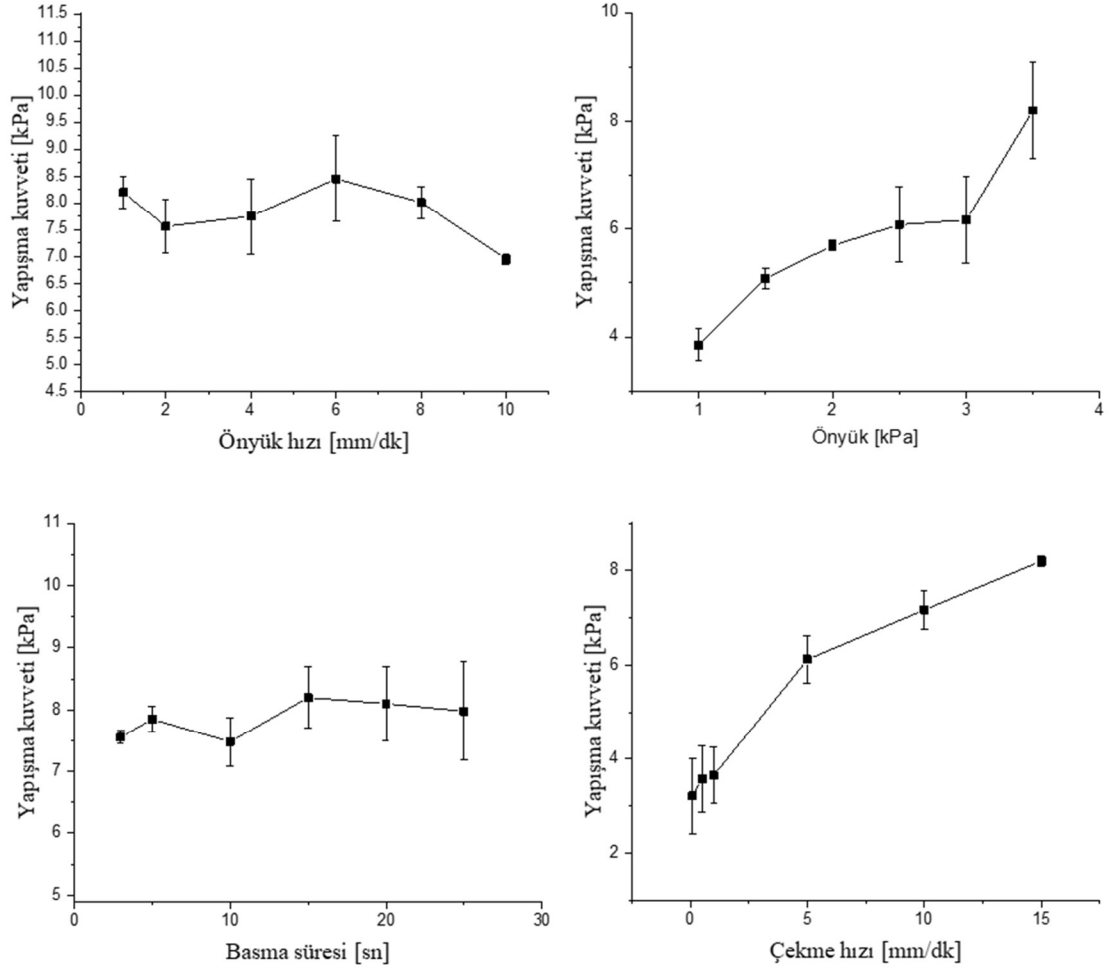 11.5
11.0
10.5
10.0
9.5
9.0
8.5
8.0
7.5
7.0
6.5
6.0
5.5
5.0
4.5
Yapışma kuvveti [kPa]
0 2 4 6 8 10
Önyük hızı [mm/dk]
10
8
6
4
Yapışma kuvveti [kPa]
1 2 3 4
Önyük [kPa]
11
10
9
8
7
6
5
Yapışma kuvveti [kPa]
0 10 20 30
Basma süresi [sn]
8
6
4
2
Yapışma kuvveti [kPa]
0 5 10 15
Çekme hızı [mm/dk]